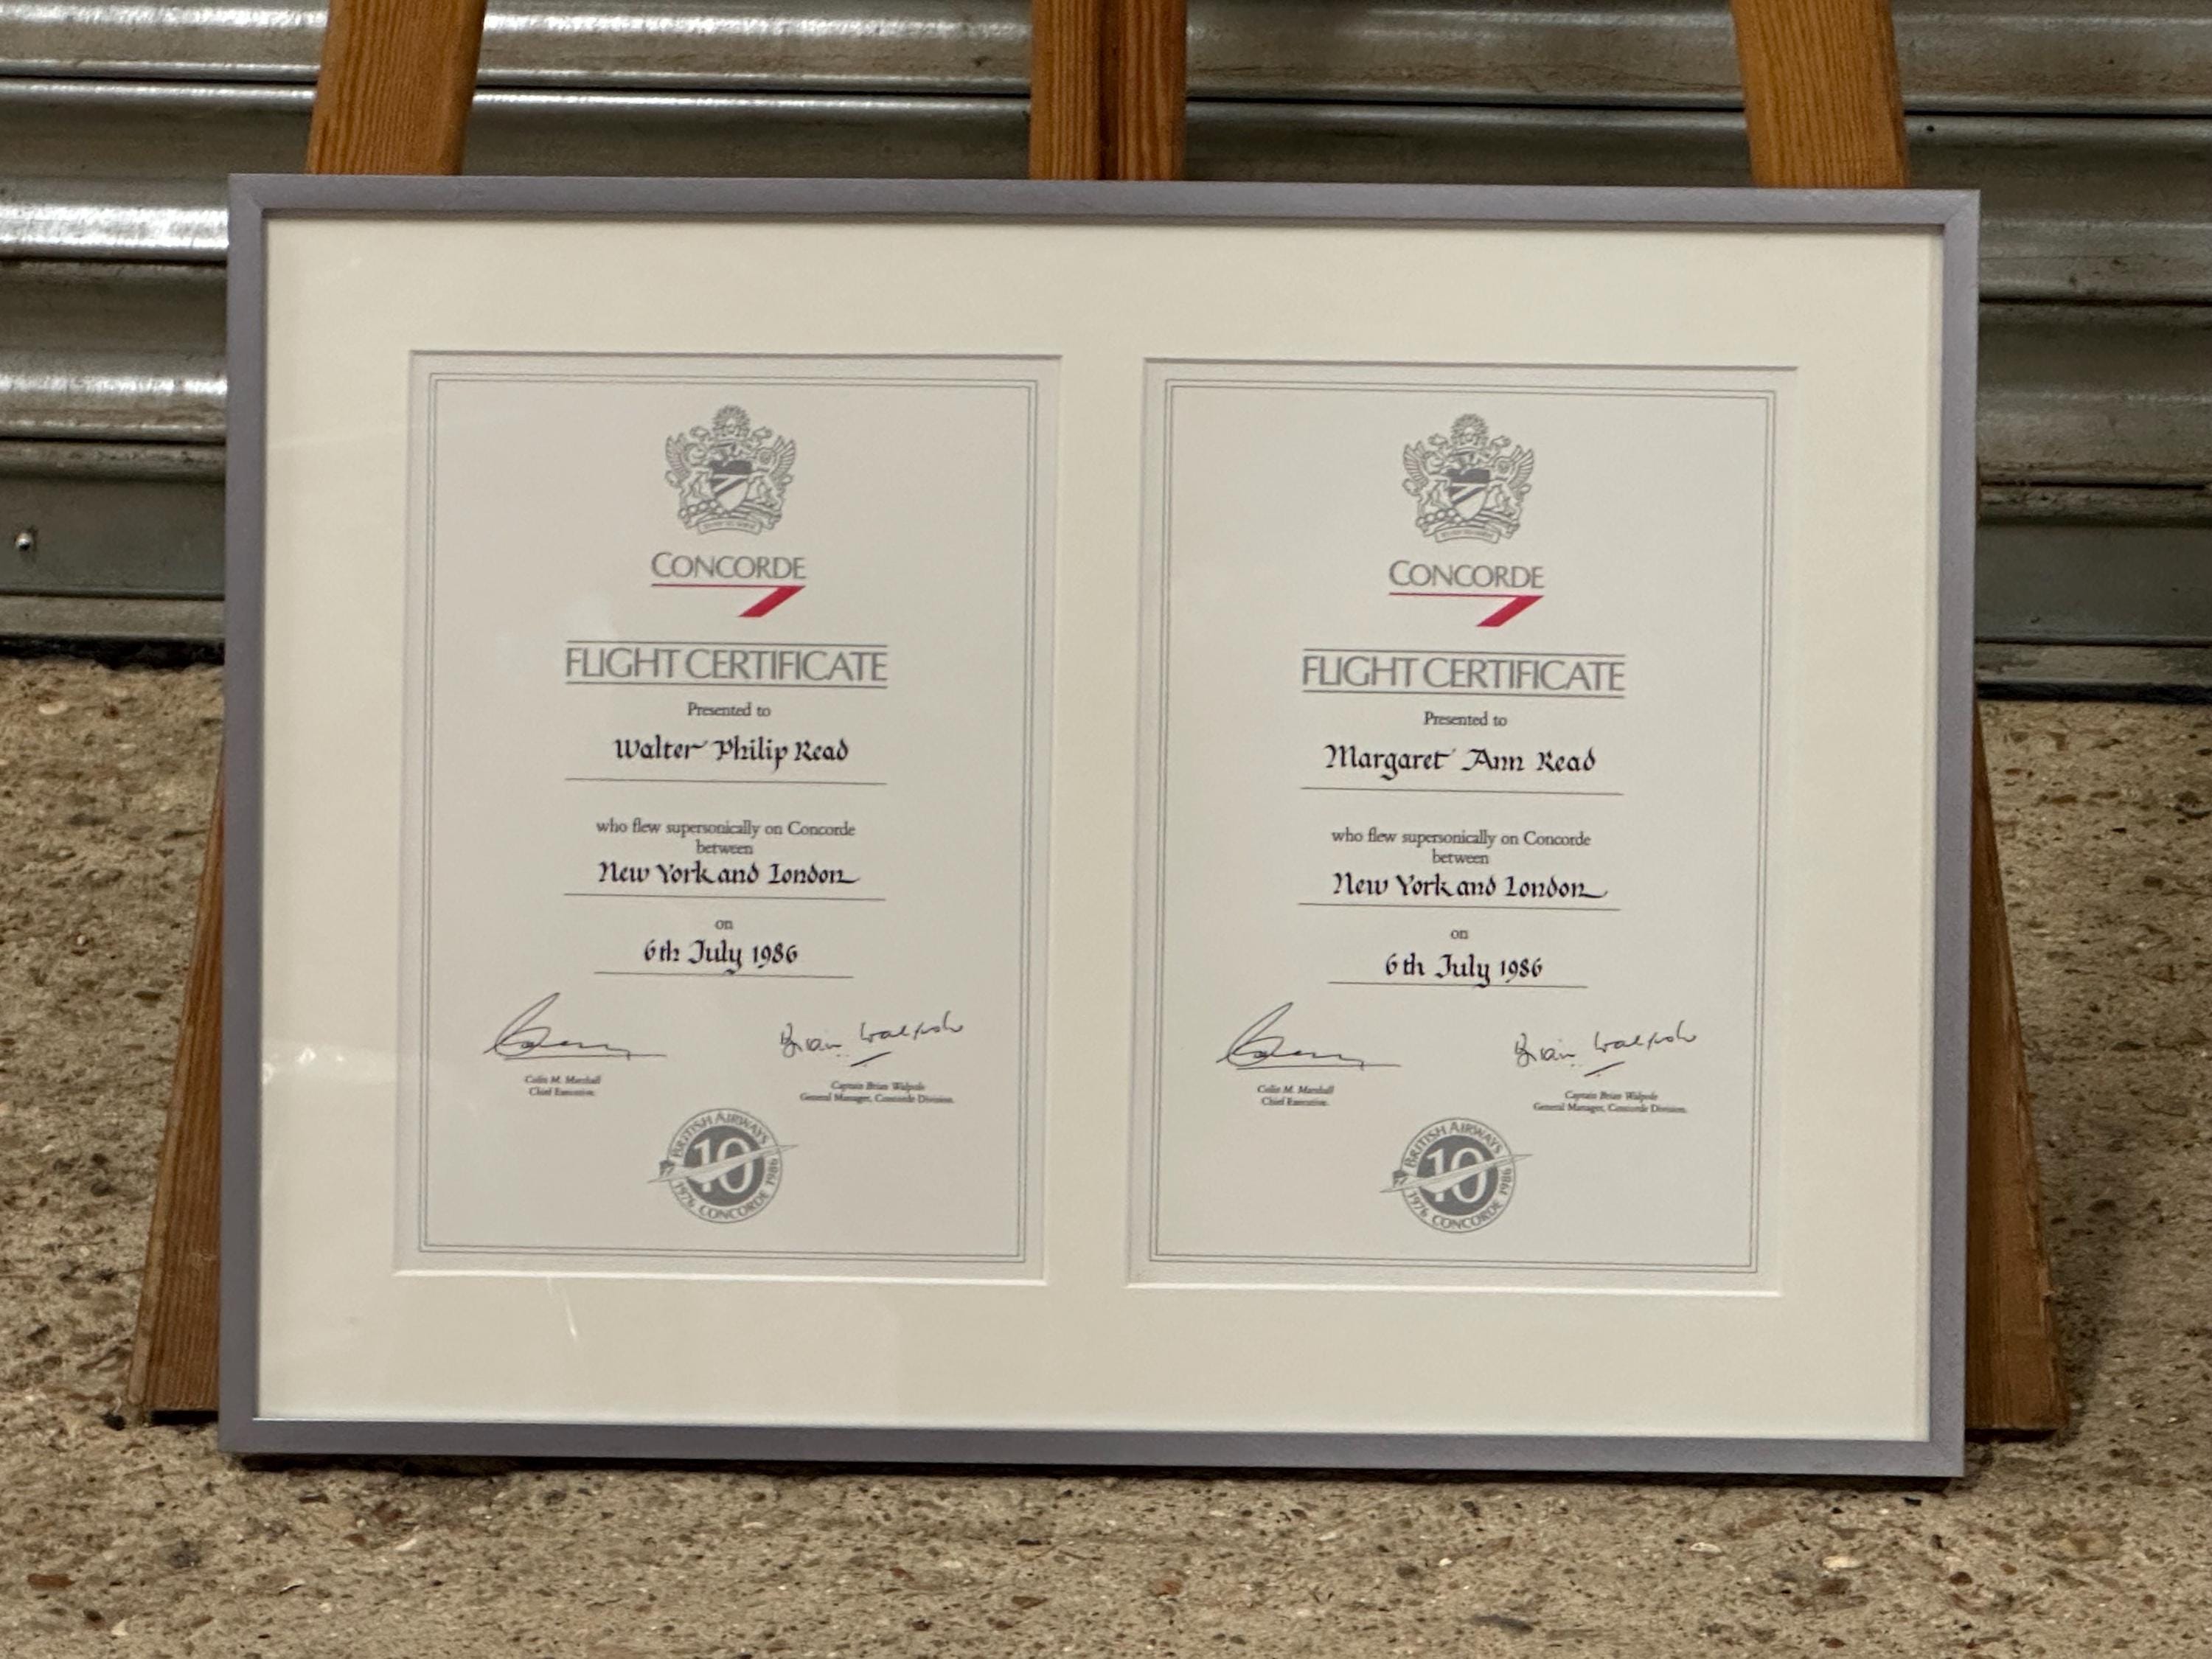 CONCORDE
FLIGHT CERTIFICATE
Presented to
Walter Philip Read
who flew supersonically on Concorde
between
New York and London
on
6th July 1986
Brian Walpole
Colin M. Marshall
Chief Executive.
Captain Brian Walpole
General Manager, Concorde Division.
BRITISH AIRWAYS
10
1976 CONCORDE 1986
CONCORDE
FLIGHT CERTIFICATE
Presented to
Margaret Ann Read
who flew supersonically on Concorde
between
New York and London
on
6th July 1986
Brian Walpole
Colin M. Marshall
Chief Executive.
Captain Brian Walpole
General Manager, Concorde Division.
BRITISH AIRWAYS
10
1976 CONCORDE 1986